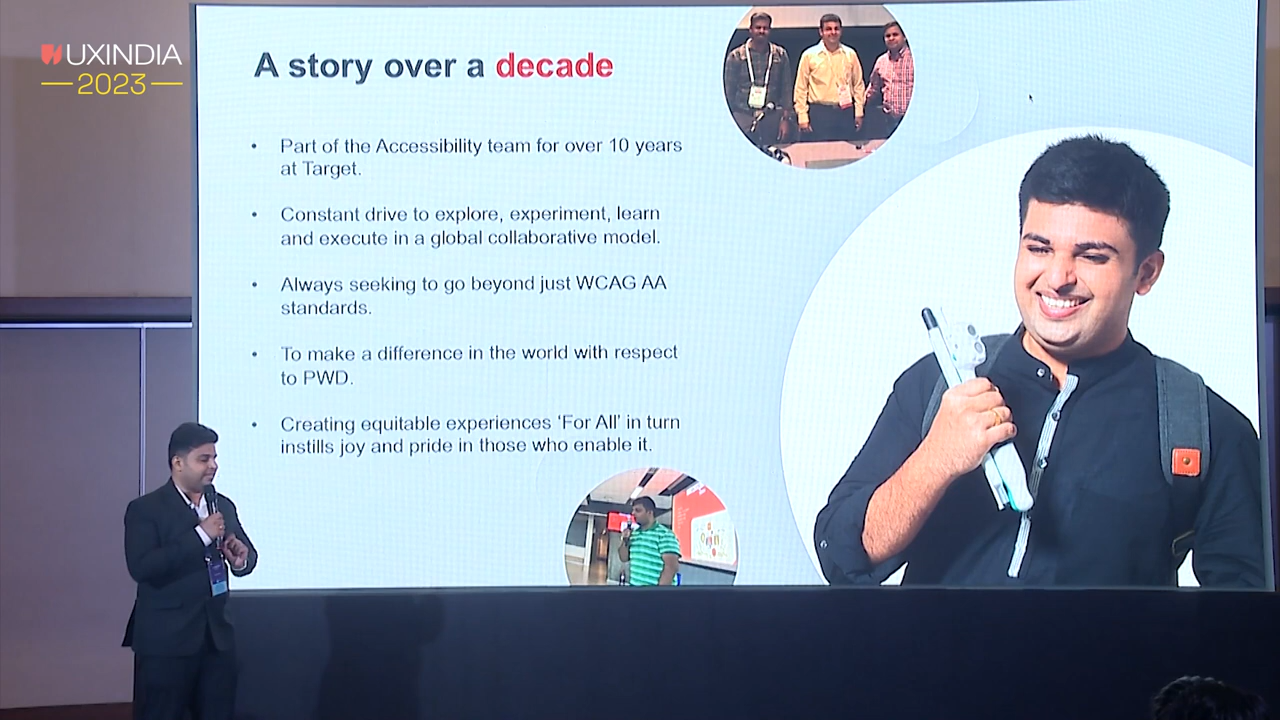 UXINDIA
2023
A story over a decade
• Part of the Accessibility team for over 10 years
at Target.
• Constant drive to explore, experiment, learn
and execute in a global collaborative model.
• Always seeking to go beyond just WCAG AA
standards.
• To make a difference in the world with respect
to PWD.
• Creating equitable experiences ‘For All’ in turn
instills joy and pride in those who enable it.